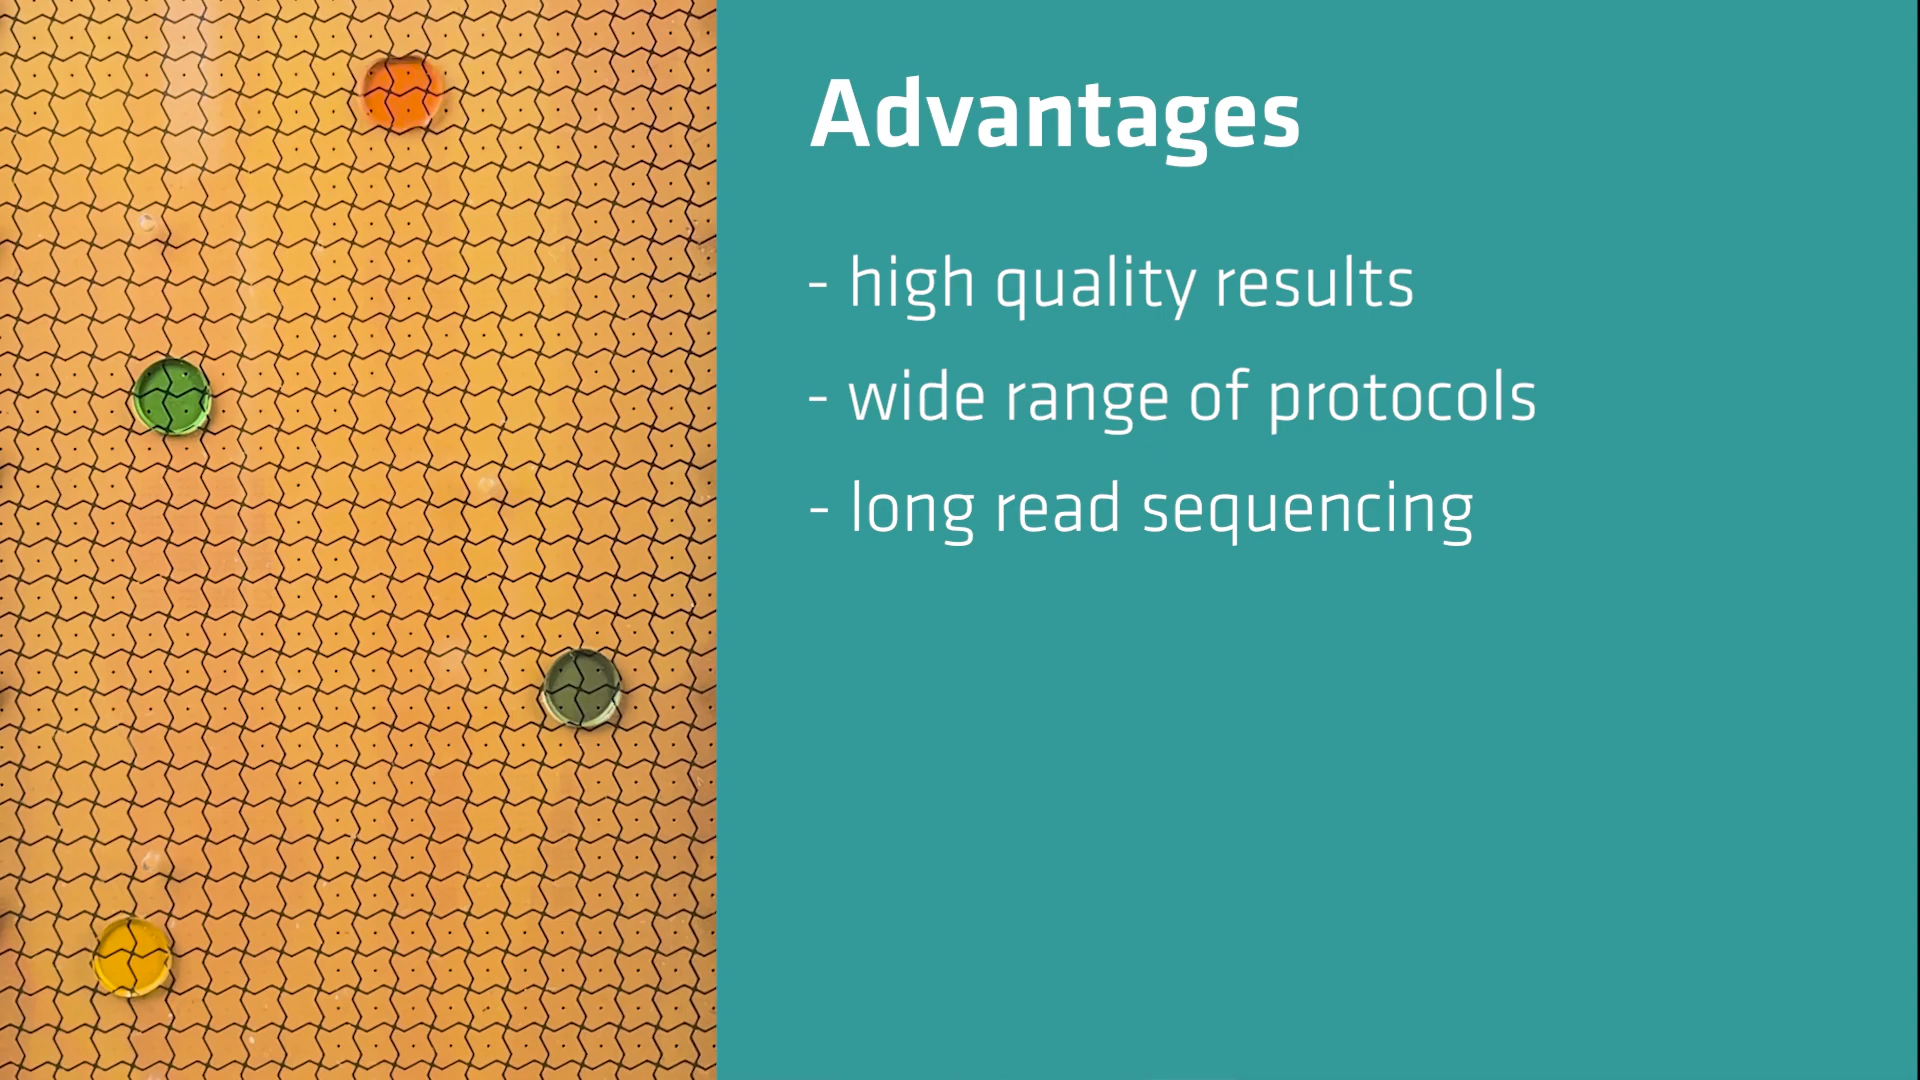 Advantages
- high quality results
- wide range of protocols
- long read sequencing